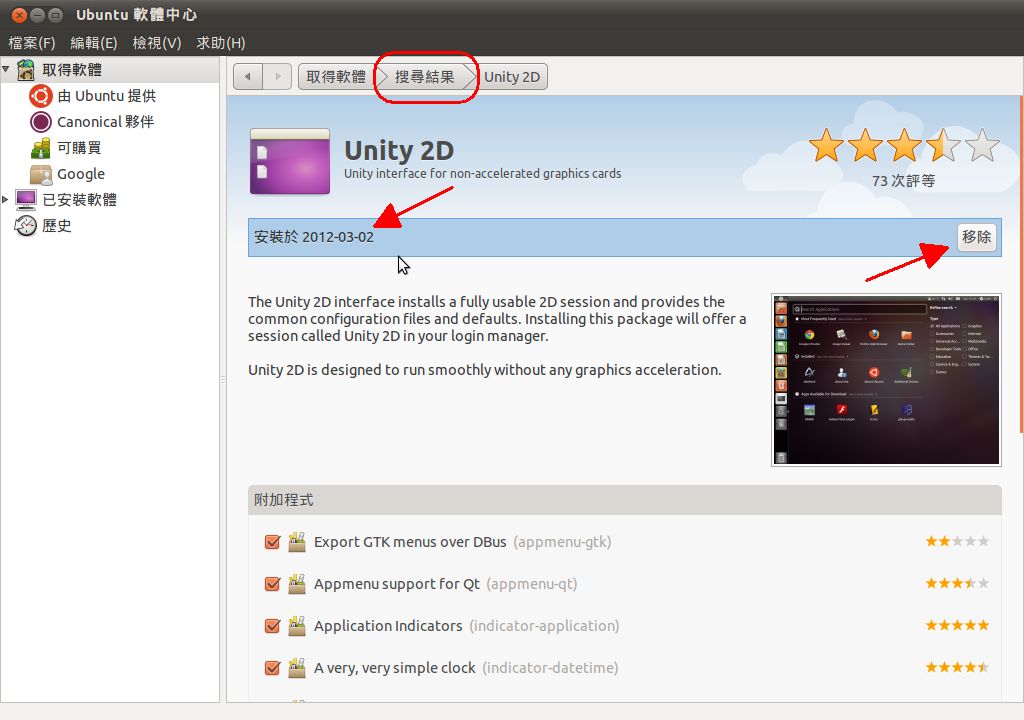 Ubuntu 軟體中心
檔案(F) 編輯(E) 檢視(V) 求助(H)
取得軟體
由 Ubuntu 提供
Canonical 夥伴
可購買
Google
已安裝軟體
歷史
取得軟體 搜尋結果 Unity 2D
Unity 2D
Unity interface for non-accelerated graphics cards
73 次評等
安裝於 2012-03-02
移除
The Unity 2D interface installs a fully usable 2D session and provides the
common configuration files and defaults. Installing this package will offer a
session called Unity 2D in your login manager.
Unity 2D is designed to run smoothly without any graphics acceleration.
附加程式
Export GTK menus over DBus (appmenu-gtk)
Appmenu support for Qt (appmenu-qt)
Application Indicators (indicator-application)
A very, very simple clock (indicator-datetime)